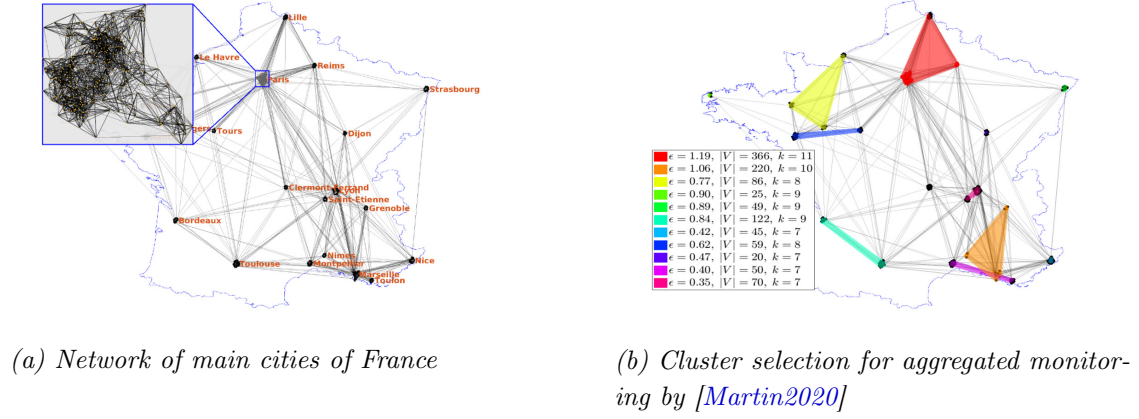 Lille
Le Havre
Reims
Paris
Strasbourg
Tours
Dijon
Clermont-Ferrand
Lyon
Saint-Etienne
Grenoble
Bordeaux
Nimes
Toulouse
Montpellier
Nice
Marseille
Toulon
(a) Network of main cities of France
ϵ = 1.19, |V| = 366, k = 11
ϵ = 1.06, |V| = 220, k = 10
ϵ = 0.77, |V| = 86, k = 8
ϵ = 0.90, |V| = 25, k = 9
ϵ = 0.89, |V| = 49, k = 9
ϵ = 0.84, |V| = 122, k = 9
ϵ = 0.42, |V| = 45, k = 7
ϵ = 0.62, |V| = 59, k = 8
ϵ = 0.47, |V| = 20, k = 7
ϵ = 0.40, |V| = 50, k = 7
ϵ = 0.35, |V| = 70, k = 7
(b) Cluster selection for aggregated monitor-
ing by [Martin2020]